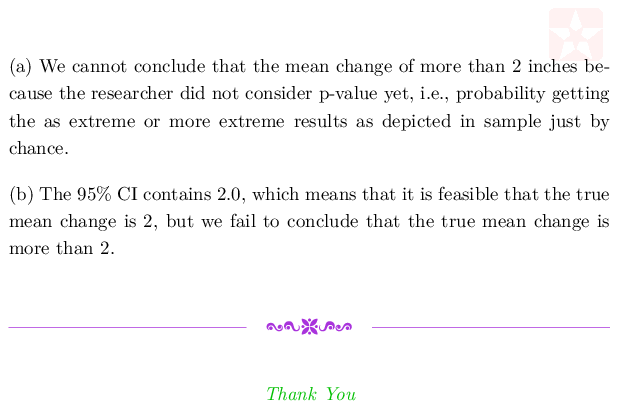 (a) We cannot conclude that the mean change of more than 2 inches be-
cause the researcher did not consider p-value yet, i.e., probability getting
the as extreme or more extreme results as depicted in sample just by
chance.
(b) The 95% CI contains 2.0, which means that it is feasible that the true
mean change is 2, but we fail to conclude that the true mean change is
more than 2.
Thank You